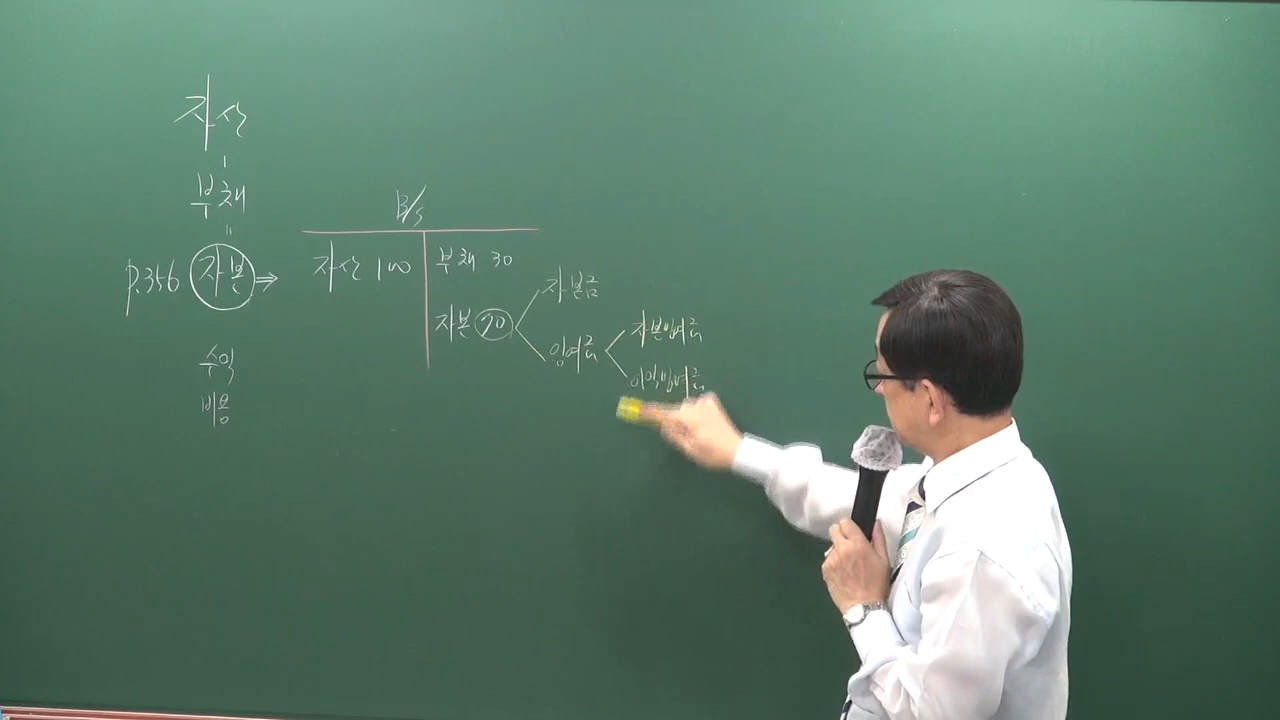 자산
-
부채
=
p.356 자본 ⇒
수익
비용
B/S
자산 100 부채 30
자본 70
자본금
잉여금
자본잉여금
이익잉여금